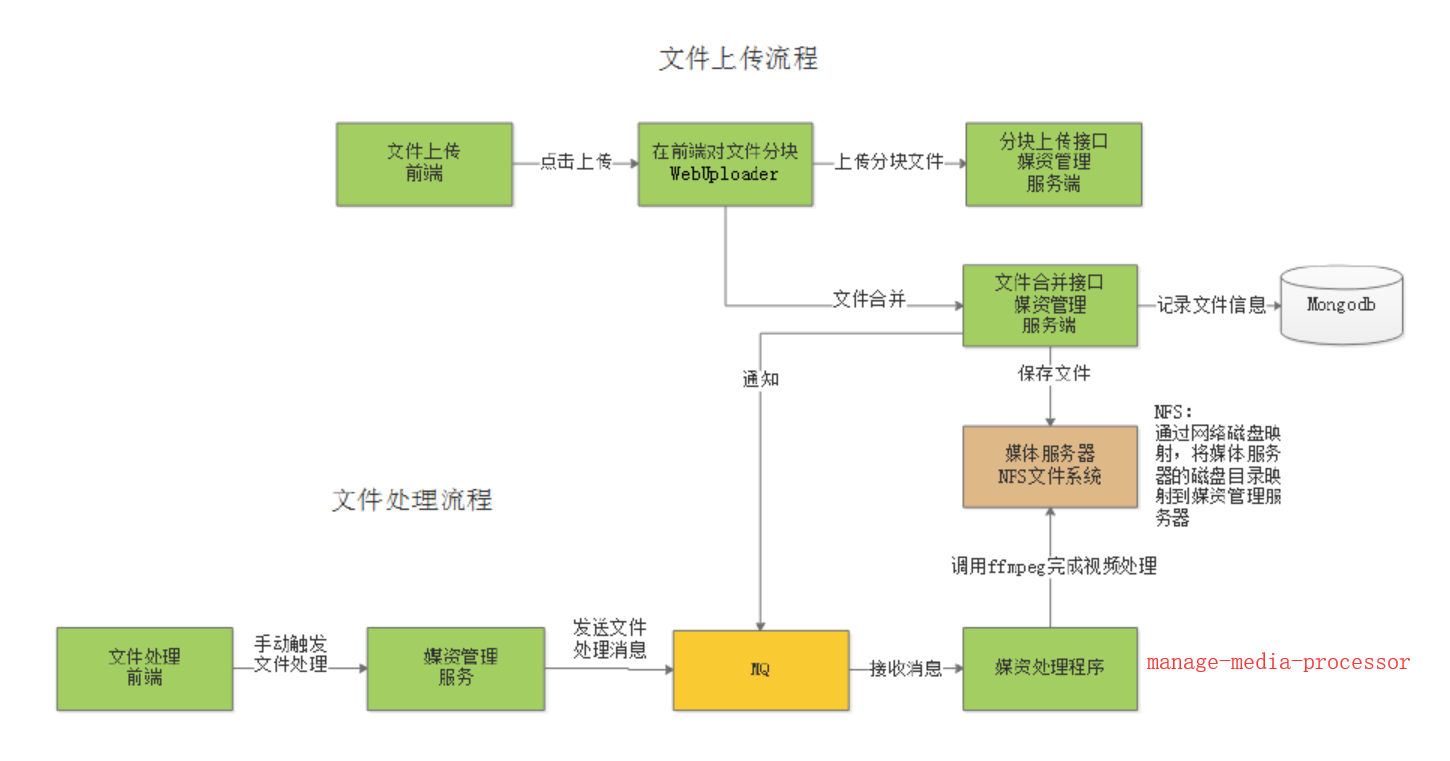 文件上传流程
文件上传
前端
点击上传
在前端对文件分块
WebUploader
上传分块文件
分块上传接口
媒资管理
服务端
文件合并
文件合并接口
媒资管理
服务端
记录文件信息
Mongodb
通知
保存文件
媒体服务器
NFS文件系统
NFS:
通过网络磁盘映
射，将媒体服务
器的磁盘目录映
射到媒资管理服
务器
文件处理流程
调用ffmpeg完成视频处理
文件处理
前端
手动触发
文件处理
媒资管理
服务
发送文件
处理消息
MQ
接收消息
媒资处理程序
manage-media-processor